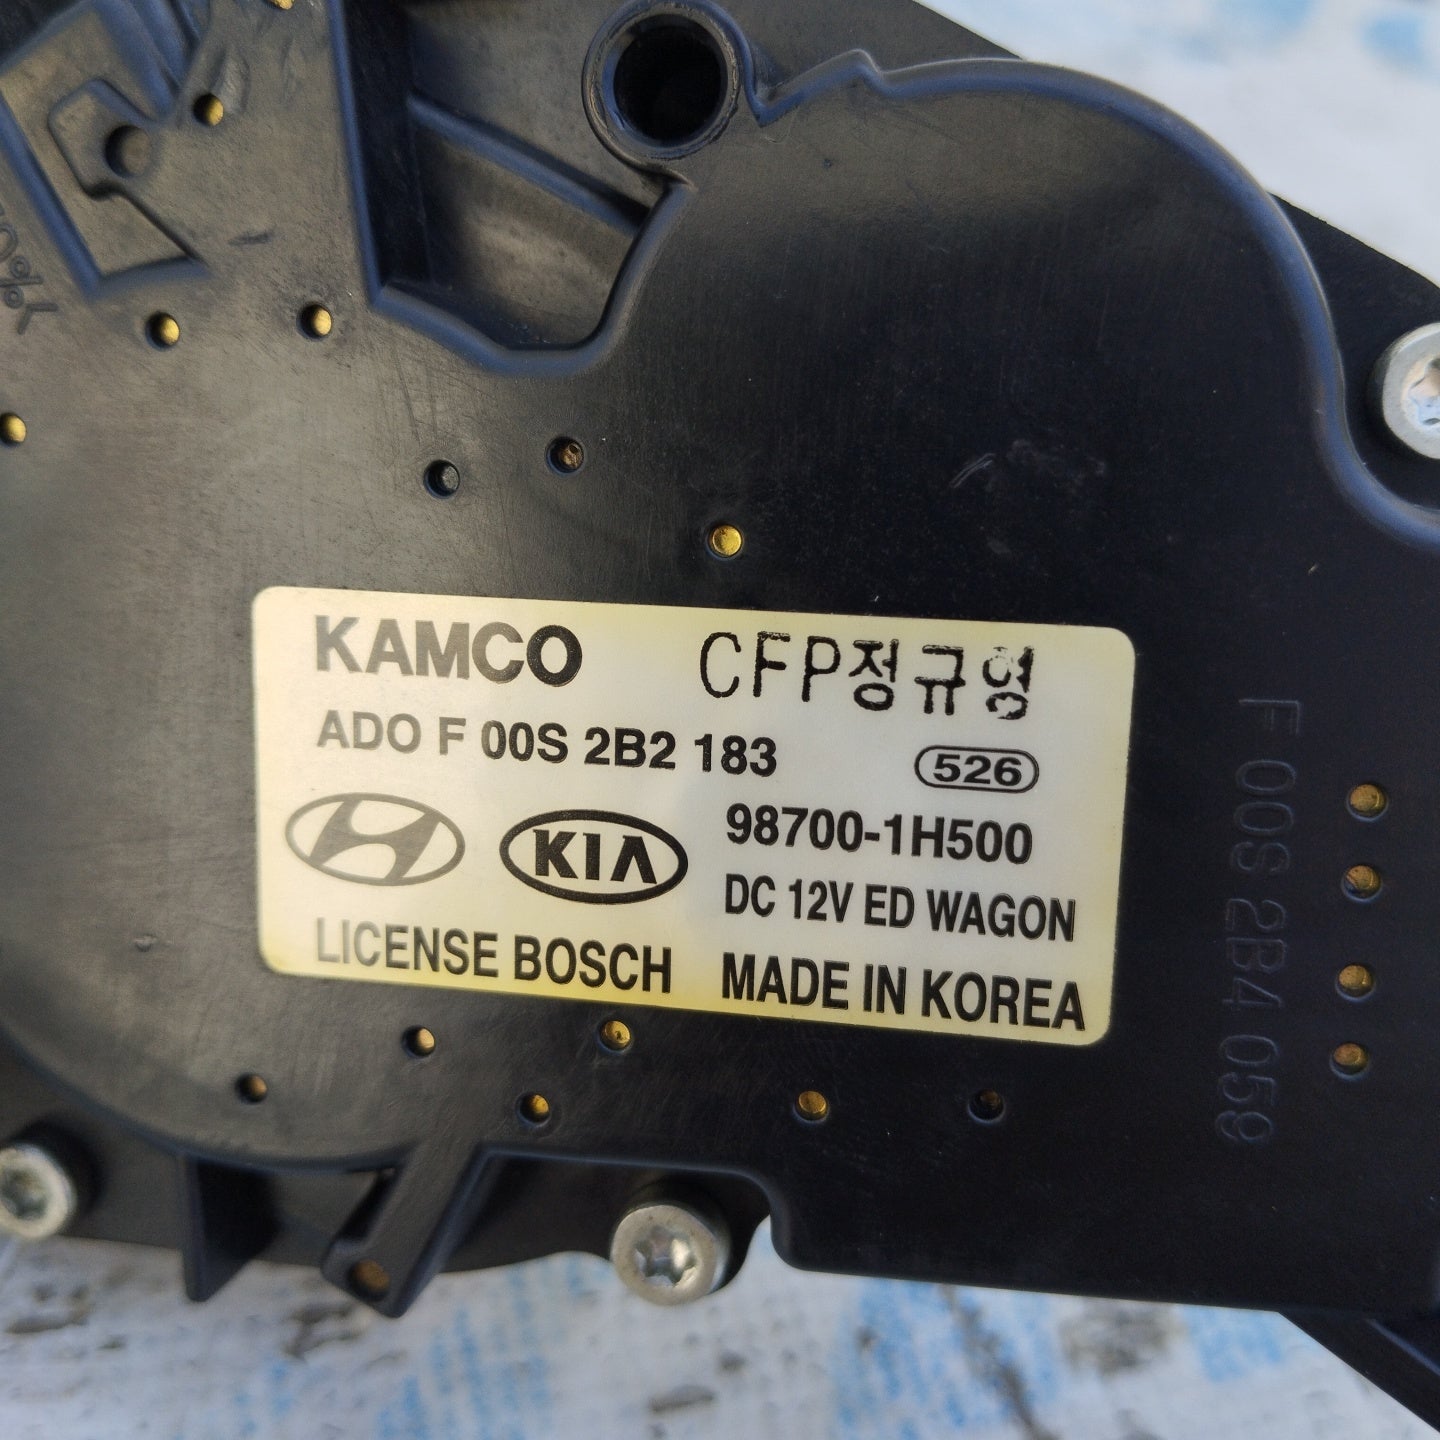 KAMCO CFP정규영
ADO F 00S 2B2 183
526
KIA
98700-1H500
DC 12V ED WAGON
LICENSE BOSCH MADE IN KOREA
F 00S 2B4 059